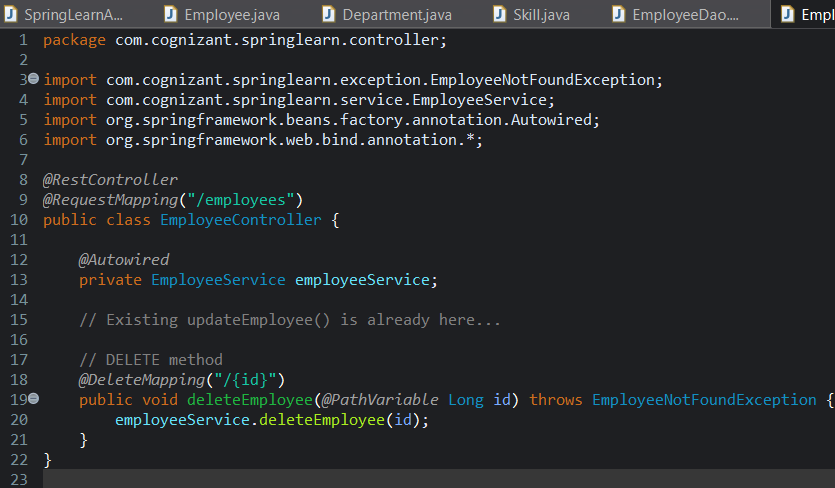 SpringLearnA... Employee.java Department.java Skill.java EmployeeDao.... Empl
1 package com.cognizant.springlearn.controller;
2
3 import com.cognizant.springlearn.exception.EmployeeNotFoundException;
4 import com.cognizant.springlearn.service.EmployeeService;
5 import org.springframework.beans.factory.annotation.Autowired;
6 import org.springframework.web.bind.annotation.*;
7
8 @RestController
9 @RequestMapping("/employees")
10 public class EmployeeController {
11
12     @Autowired
13     private EmployeeService employeeService;
14
15     // Existing updateEmployee() is already here...
16
17     // DELETE method
18     @DeleteMapping("/{id}")
19     public void deleteEmployee(@PathVariable Long id) throws EmployeeNotFoundException {
20         employeeService.deleteEmployee(id);
21     }
22 }
23